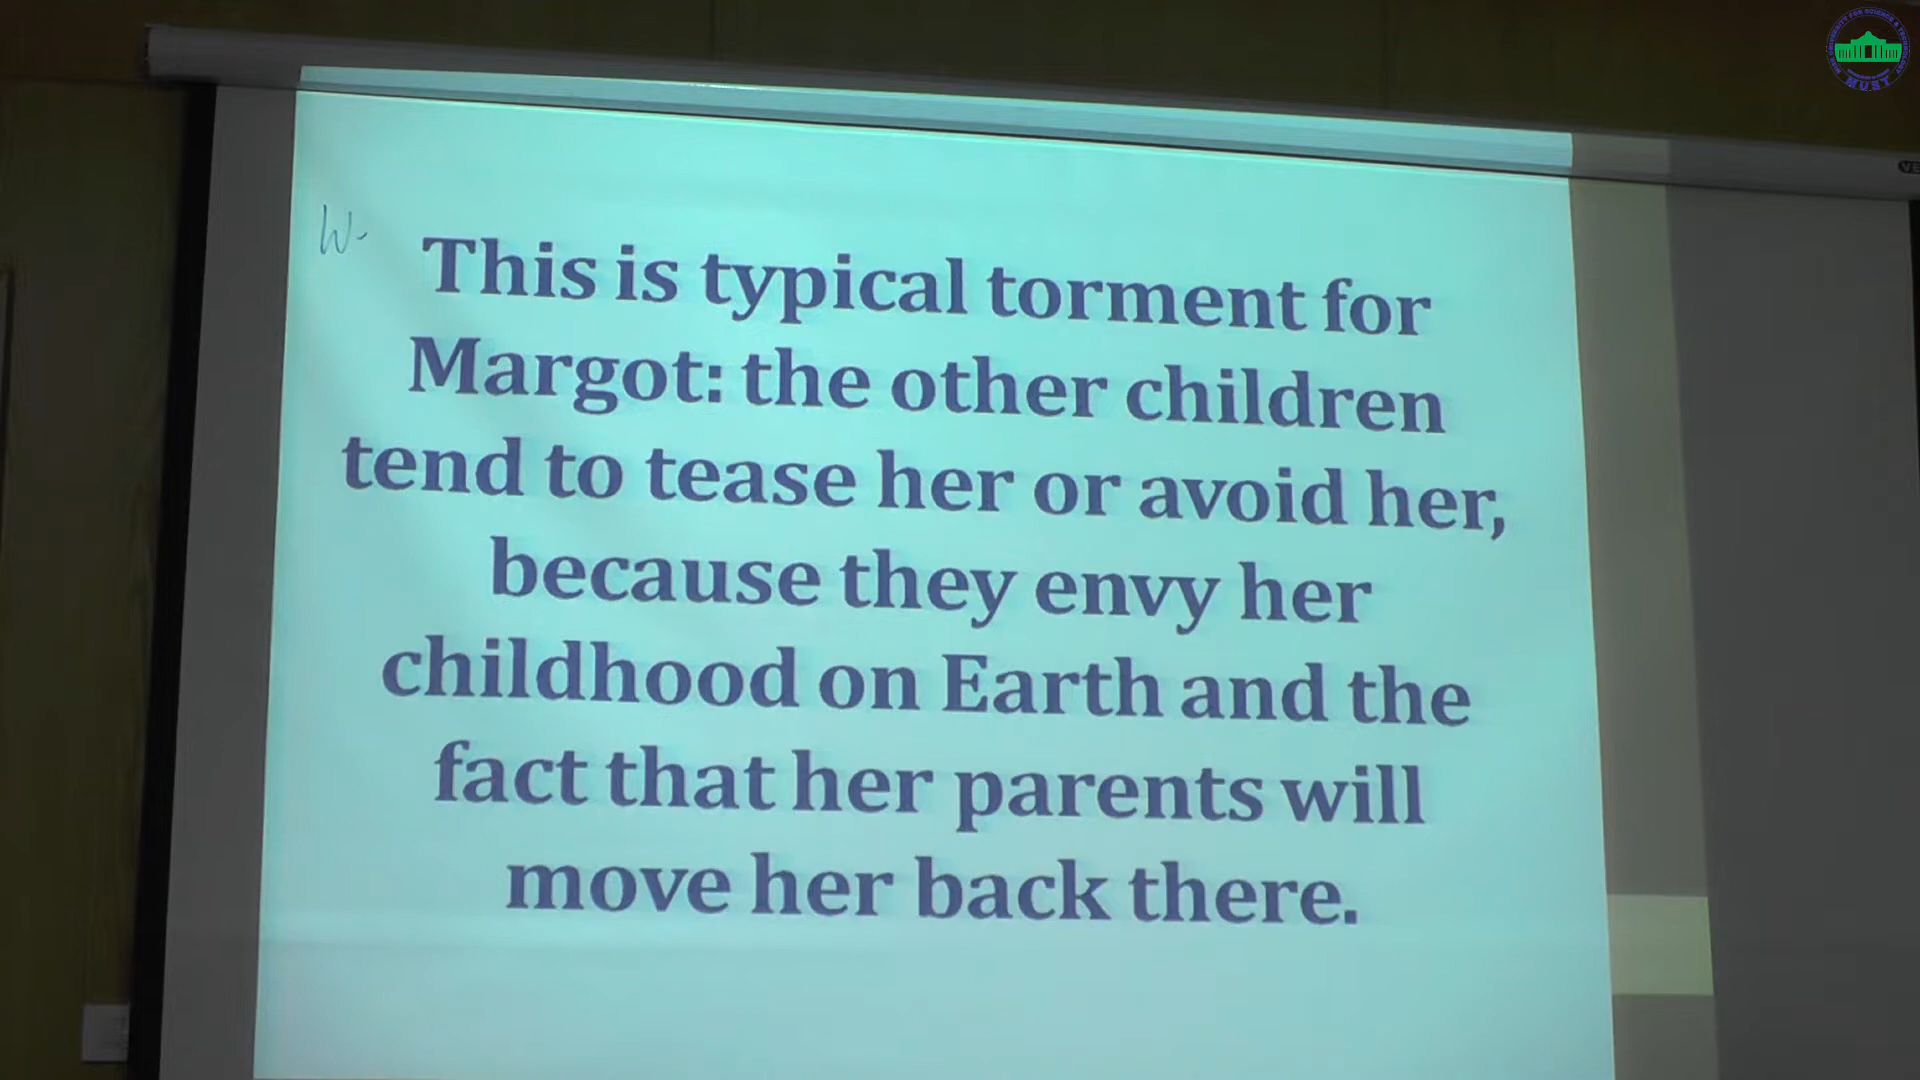 This is typical torment for
Margot: the other children
tend to tease her or avoid her,
because they envy her
childhood on Earth and the
fact that her parents will
move her back there.
MUST